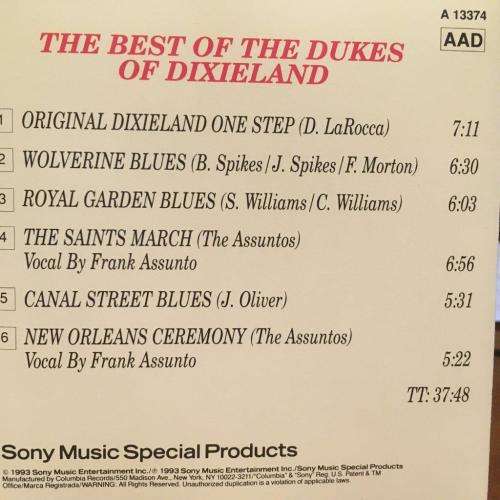 A 13374
AAD
THE BEST OF THE DUKES
OF DIXIELAND
1 ORIGINAL DIXIELAND ONE STEP (D. LaRocca) 7:11
2 WOLVERINE BLUES (B. Spikes/J. Spikes/F. Morton) 6:30
3 ROYAL GARDEN BLUES (S. Williams/C. Williams) 6:03
4 THE SAINTS MARCH (The Assuntos)
Vocal By Frank Assunto 6:56
5 CANAL STREET BLUES (J. Oliver) 5:31
6 NEW ORLEANS CEREMONY (The Assuntos)
Vocal By Frank Assunto 5:22
TT: 37:48
Sony Music Special Products
© 1993 Sony Music Entertainment Inc./℗ 1993 Sony Music Entertainment Inc./Sony Music Special Products
Manufactured by Columbia Records/550 Madison Ave., New York, NY 10022-3211/"Columbia" & "Sony" Reg. U.S. Patent & TM
Office/Marca Registrada/WARNING: All Rights Reserved. Unauthorized duplication is a violation of applicable laws.